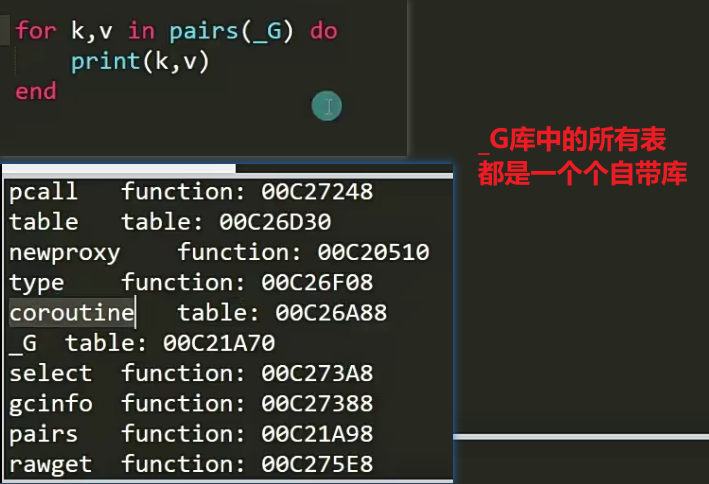 for k,v in pairs(_G) do
    print(k,v)
end
_G库中的所有表
都是一个个自带库
pcall   function: 00C27248
table   table: 00C26D30
newproxy    function: 00C20510
type    function: 00C26F08
coroutine   table: 00C26A88
_G  table: 00C21A70
select  function: 00C273A8
gcinfo  function: 00C27388
pairs   function: 00C21A98
rawget  function: 00C275E8